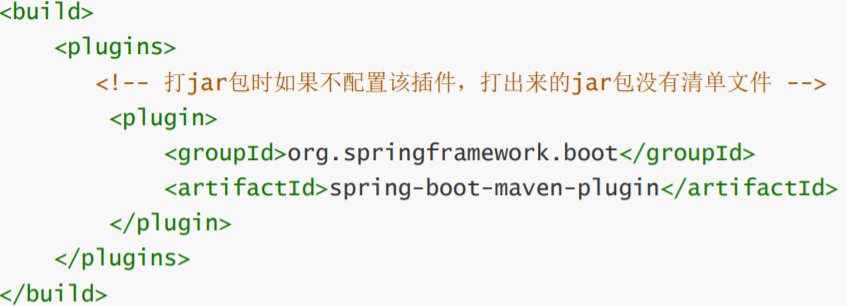 <build>
    <plugins>
        <!-- 打jar包时如果不配置该插件，打出来的jar包没有清单文件 -->
        <plugin>
            <groupId>org.springframework.boot</groupId>
            <artifactId>spring-boot-maven-plugin</artifactId>
        </plugin>
    </plugins>
</build>